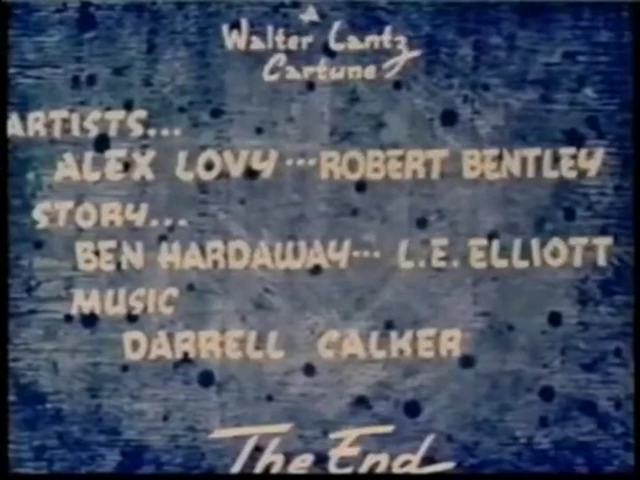 A
Walter Lantz
Cartune
ARTISTS...
ALEX LOVY...ROBERT BENTLEY
STORY...
BEN HARDAWAY... L.E. ELLIOTT
MUSIC
DARRELL CALKER
The End